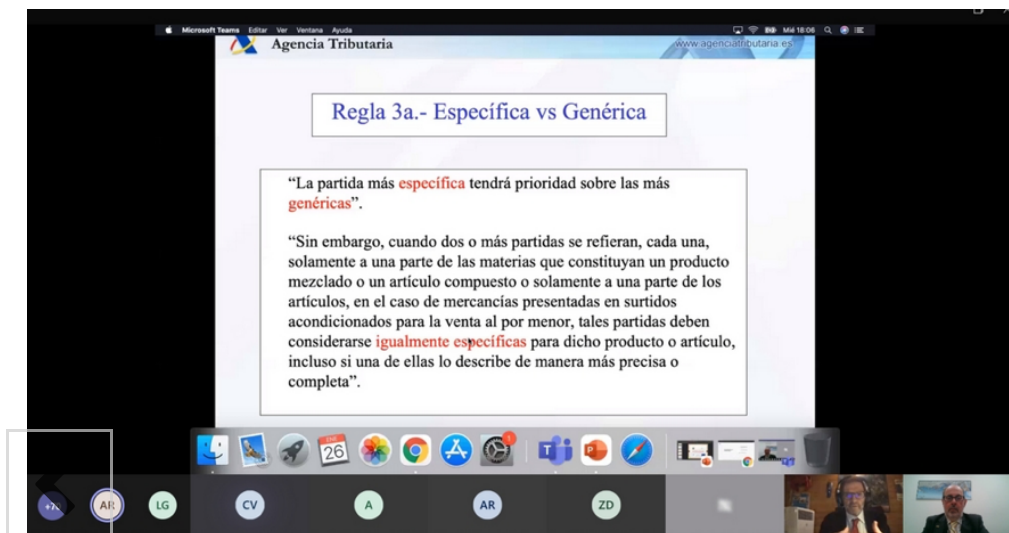 Microsoft Teams Editar Ver Ventana Ayuda
Mié 18:06
Agencia Tributaria
www.agenciatributaria.es
Regla 3a.- Específica vs Genérica
“La partida más específica tendrá prioridad sobre las más
genéricas”.
“Sin embargo, cuando dos o más partidas se refieran, cada una,
solamente a una parte de las materias que constituyan un producto
mezclado o un artículo compuesto o solamente a una parte de los
artículos, en el caso de mercancías presentadas en surtidos
acondicionados para la venta al por menor, tales partidas deben
considerarse igualmente específicas para dicho producto o artículo,
incluso si una de ellas lo describe de manera más precisa o
completa”.
ENE
26
1
AR
LG
CV
A
AR
ZD